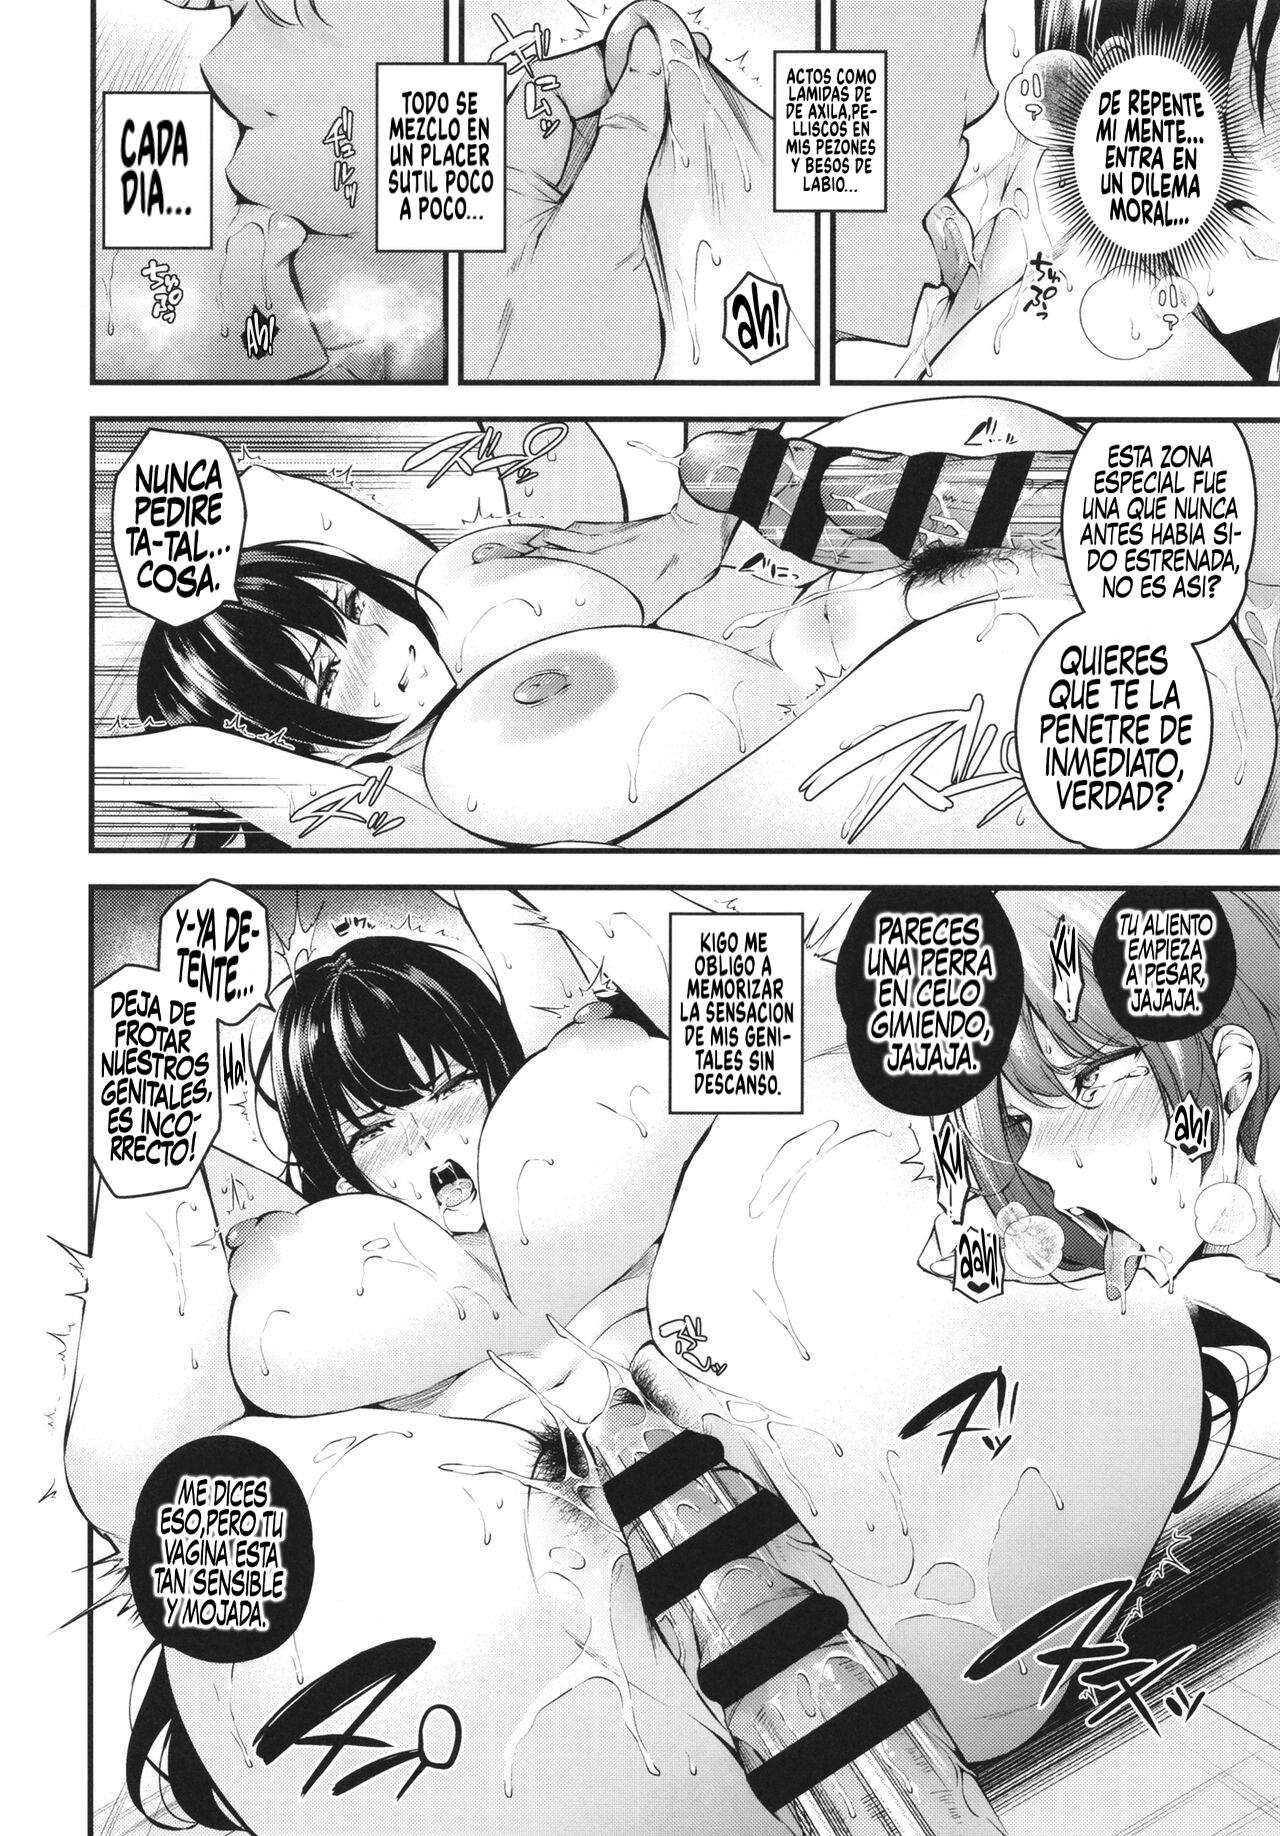 DE REPENTE
MI MENTE...
ENTRA EN
UN DILEMA
MORAL...
ACTOS COMO
LAMIDAS DE
DE AXILA,PE-
LLISCOS EN
MIS PEZONES
Y BESOS DE
LABIO...
ah!
TODO SE
MEZCLO EN
UN PLACER
SUTIL POCO
A POCO...
CADA
DIA...
ah!
ESTA ZONA
ESPECIAL FUE
UNA QUE NUNCA
ANTES HABIA SI-
DO ESTRENADA,
NO ES ASI?
QUIERES
QUE TE LA
PENETRE DE
INMEDIATO,
VERDAD?
NUNCA
PEDIRE
TA-TAL...
COSA.
TU ALIENTO
EMPIEZA
A PESAR,
JAJAJA.
KU
PARECES
UNA PERRA
EN CELO
GIMIENDO,
JAJAJA.
ah!
KU
aah!
KIGO ME
OBLIGO A
MEMORIZAR
LA SENSACION
DE MIS GENI-
TALES SIN
DESCANSO.
Y-YA DE-
TENTE...
DEJA DE
FROTAR
NUESTROS
GENITALES,
ES INCO-
RRECTO!
Ha!
ME DICES
ESO,PERO TU
VAGINA ESTA
TAN SENSIBLE
Y MOJADA.